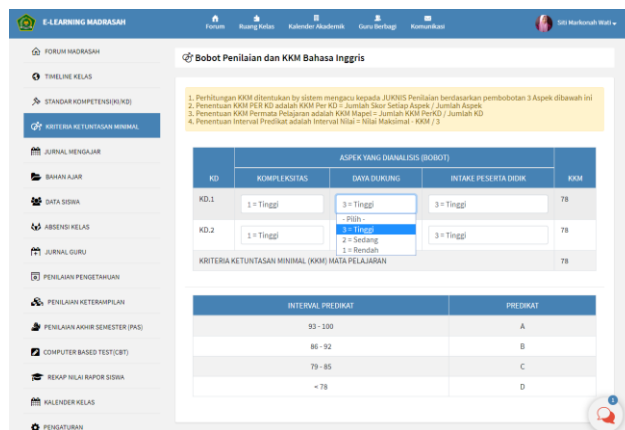 E-LEARNING MADRASAH
Forum
Ruang Kelas
Kalender Akademik
Guru Berbagi
Komunikasi
Siti Markonah Wati
FORUM MADRASAH
TIMELINE KELAS
STANDAR KOMPETENSI(KI/KD)
KRITERIA KETUNTASAN MINIMAL
JURNAL MENGAJAR
BAHAN AJAR
DATA SISWA
ABSENSI KELAS
JURNAL GURU
PENILAIAN PENGETAHUAN
PENILAIAN KETERAMPILAN
PENILAIAN AKHIR SEMESTER (PAS)
COMPUTER BASED TEST(CBT)
REKAP NILAI RAPOR SISWA
KALENDER KELAS
PENGATURAN
Bobot Penilaian dan KKM Bahasa Inggris
1. Perhitungan KKM ditentukan by sistem mengacu kepada JUKNIS Penilaian berdasarkan pembobotan 3 Aspek dibawah ini
2. Penentuan KKM PER KD adalah KKM Per KD = Jumlah Skor Setiap Aspek / Jumlah Aspek
3. Penentuan KKM Permata Pelajaran adalah KKM Mapel = Jumlah KKM PerKD / Jumlah KD
4. Penentuan Interval Predikat adalah Interval Nilai = Nilai Maksimal - KKM / 3
ASPEK YANG DIANALISIS (BOBOT)
KD KOMPLEKSITAS DAYA DUKUNG INTAKE PESERTA DIDIK KKM
KD.1 1 = Tinggi 3 = Tinggi 3 = Tinggi 78
- Pilih -
3 = Tinggi
2 = Sedang
1 = Rendah
KD.2 1 = Tinggi 3 = Tinggi 78
KRITERIA KETUNTASAN MINIMAL (KKM) MATA PELAJARAN 78
INTERVAL PREDIKAT PREDIKAT
93 - 100 A
86 - 92 B
79 - 85 C
< 78 D
1